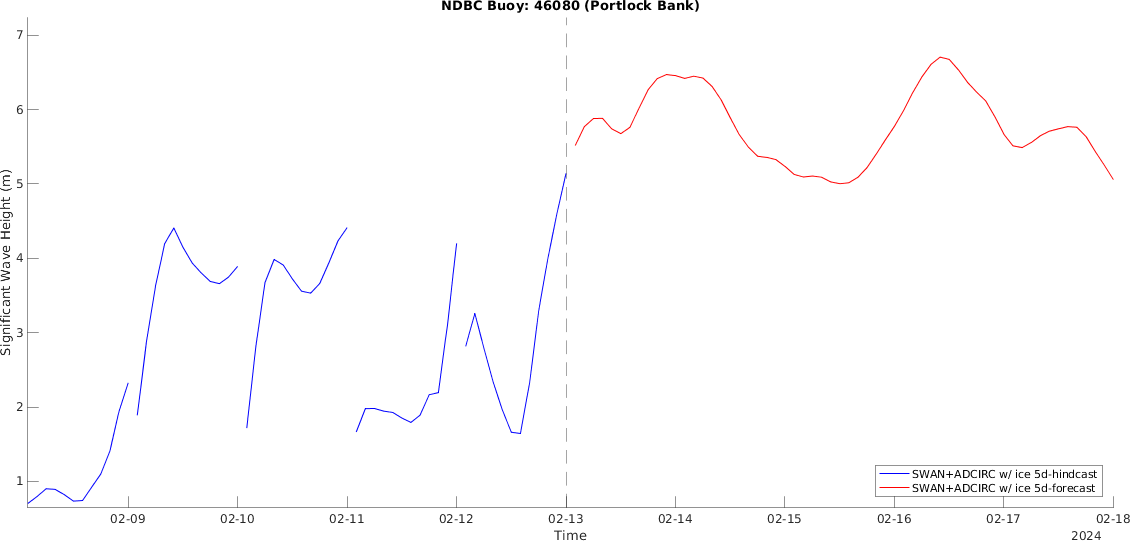 NDBC Buoy: 46080 (Portlock Bank)
Significant Wave Height (m)
7
6
5
4
3
2
1
SWAN+ADCIRC w/ ice 5d-hindcast
SWAN+ADCIRC w/ ice 5d-forecast
02-09 02-10 02-11 02-12 02-13 02-14 02-15 02-16 02-17 02-18
Time
2024